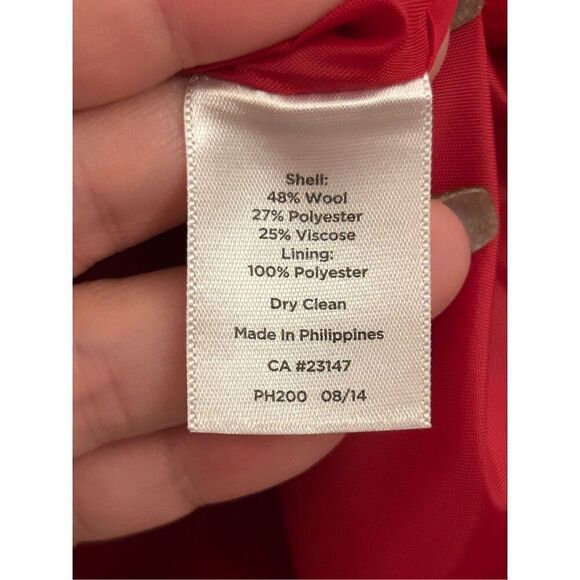 Shell:
48% Wool
27% Polyester
25% Viscose
Lining:
100% Polyester
Dry Clean
Made In Philippines
CA #23147
PH200 08/14